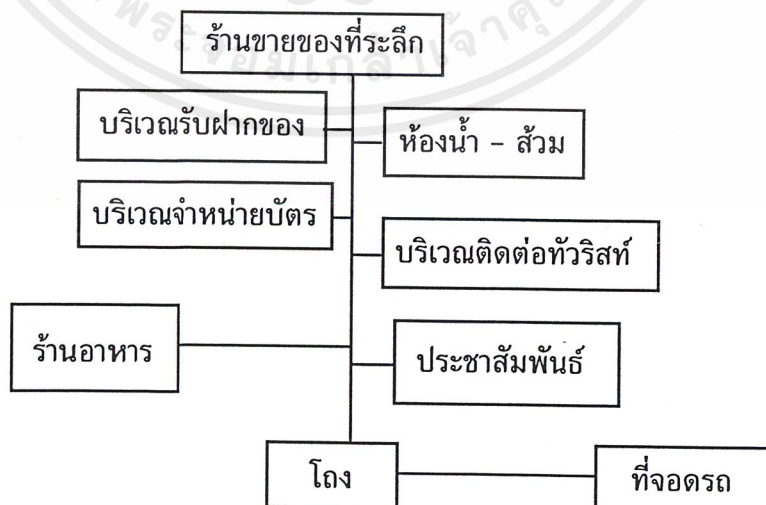 ร้านขายของที่ระลึก
บริเวณรับฝากของ
ห้องน้ำ - ส้วม
บริเวณจำหน่ายบัตร
บริเวณติดต่อทัวริสท์
ร้านอาหาร
ประชาสัมพันธ์
โถง
ที่จอดรถ